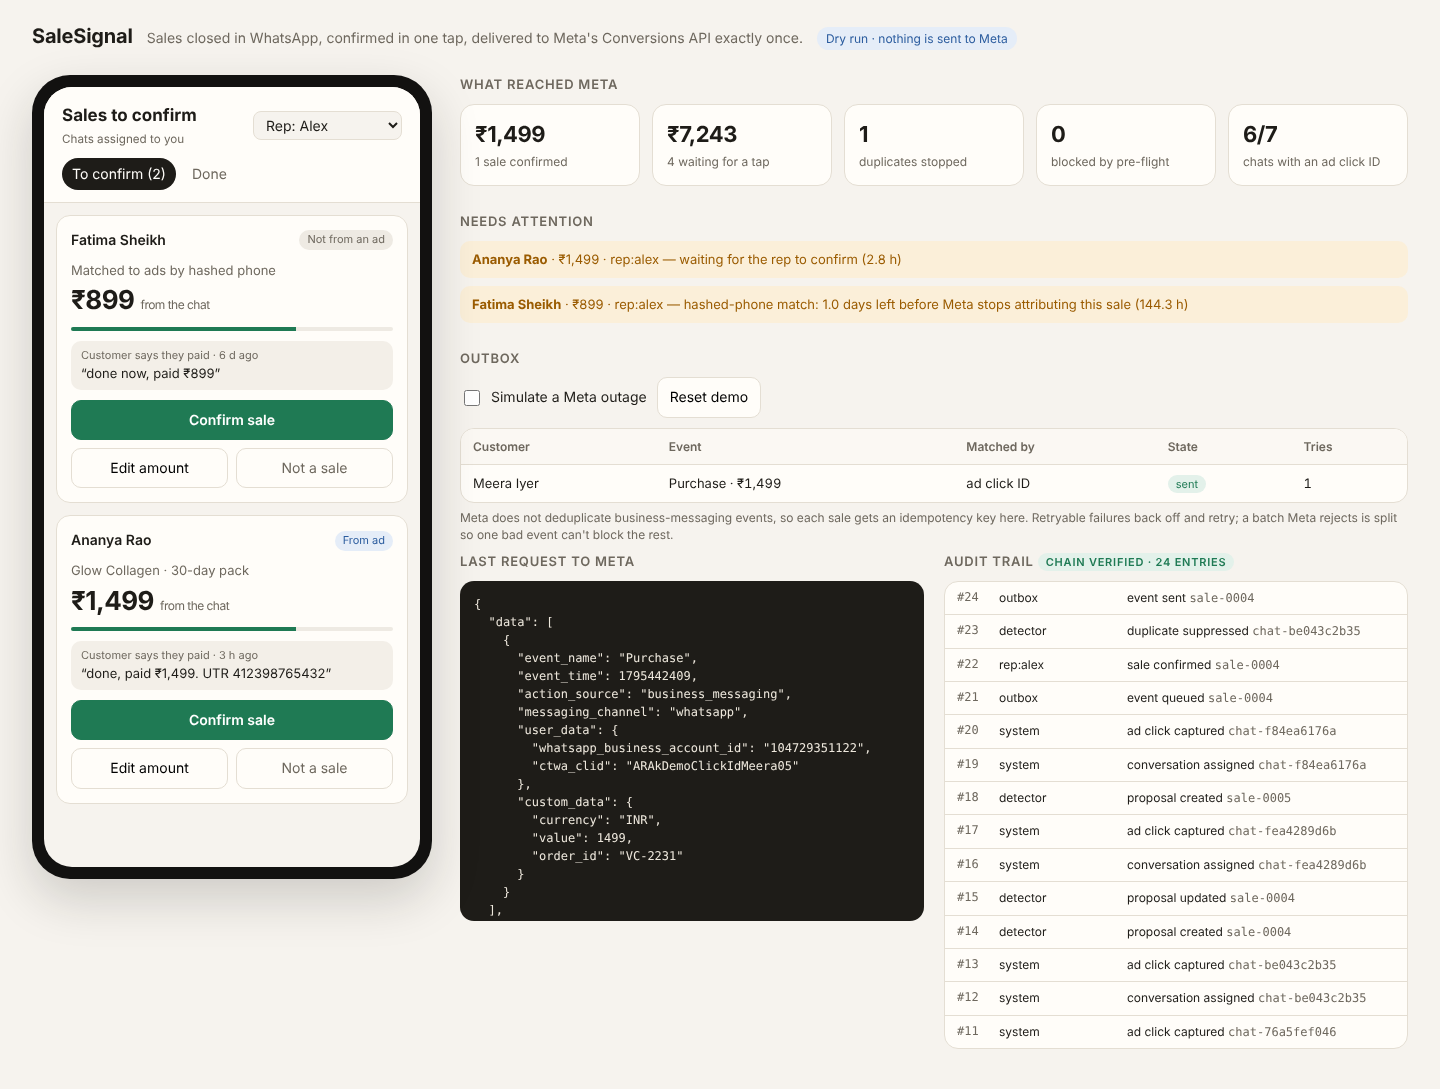 SaleSignal Sales closed in WhatsApp, confirmed in one tap, delivered to Meta's Conversions API exactly once. Dry run · nothing is sent to Meta
Sales to confirm
Chats assigned to you
Rep: Alex
To confirm (2) Done
Fatima Sheikh Not from an ad
Matched to ads by hashed phone
₹899 from the chat
Customer says they paid · 6 d ago
“done now, paid ₹899”
Confirm sale
Edit amount Not a sale
Ananya Rao From ad
Glow Collagen · 30-day pack
₹1,499 from the chat
Customer says they paid · 3 h ago
“done, paid ₹1,499. UTR 412398765432”
Confirm sale
Edit amount Not a sale
WHAT REACHED META
₹1,499
1 sale confirmed
₹7,243
4 waiting for a tap
1
duplicates stopped
0
blocked by pre-flight
6/7
chats with an ad click ID
NEEDS ATTENTION
Ananya Rao · ₹1,499 · rep:alex — waiting for the rep to confirm (2.8 h)
Fatima Sheikh · ₹899 · rep:alex — hashed-phone match: 1.0 days left before Meta stops attributing this sale (144.3 h)
OUTBOX
Simulate a Meta outage Reset demo
Customer Event Matched by State Tries
Meera Iyer Purchase · ₹1,499 ad click ID sent 1
Meta does not deduplicate business-messaging events, so each sale gets an idempotency key here. Retryable failures back off and retry; a batch Meta rejects is split
so one bad event can't block the rest.
LAST REQUEST TO META
{
"data": [
{
"event_name": "Purchase",
"event_time": 1795442409,
"action_source": "business_messaging",
"messaging_channel": "whatsapp",
"user_data": {
"whatsapp_business_account_id": "104729351122",
"ctwa_clid": "ARAkDemoClickIdMeera05"
},
"custom_data": {
"currency": "INR",
"value": 1499,
"order_id": "VC-2231"
}
}
],
AUDIT TRAIL CHAIN VERIFIED · 24 ENTRIES
#24 outbox event sent sale-0004
#23 detector duplicate suppressed chat-be043c2b35
#22 rep:alex sale confirmed sale-0004
#21 outbox event queued sale-0004
#20 system ad click captured chat-f84ea6176a
#19 system conversation assigned chat-f84ea6176a
#18 detector proposal created sale-0005
#17 system ad click captured chat-fea4289d6b
#16 system conversation assigned chat-fea4289d6b
#15 detector proposal updated sale-0004
#14 detector proposal created sale-0004
#13 system ad click captured chat-be043c2b35
#12 system conversation assigned chat-be043c2b35
#11 system ad click captured chat-76a5fef046